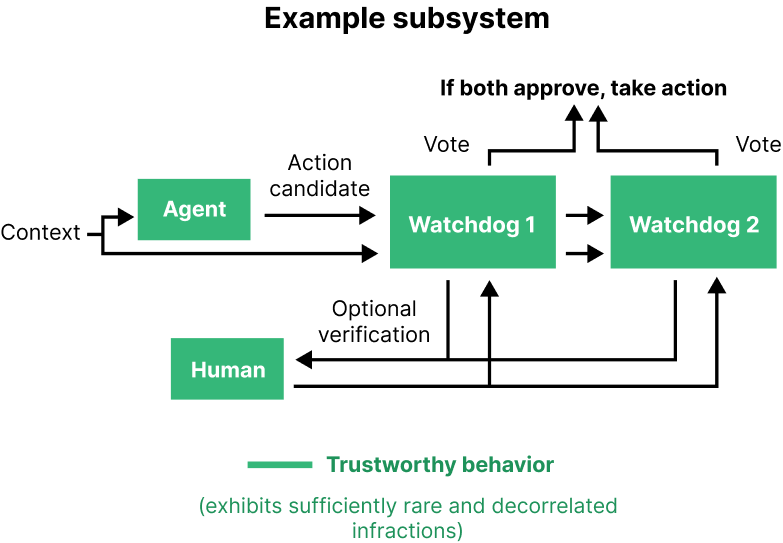 Example subsystem
If both approve, take action
Vote
Vote
Action
candidate
Agent
Context
Watchdog 1
Watchdog 2
Optional
verification
Human
Trustworthy behavior
(exhibits sufficiently rare and decorrelated
infractions)